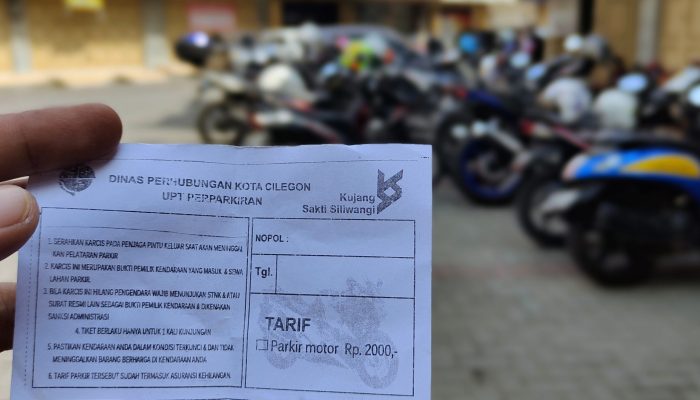 DINAS PERHUBUNGAN KOTA CILEGON
UPT PERPARKIRAN
Kujang
Sakti Siliwangi
1. SERAHKAN KARCIS PADA PENJAGA PINTU KELUAR SAAT AKAN MENINGGAL
KAN PELATARAN PARKIR
2. KARCIS INI MERUPAKAN BUKTI PEMILIK KENDARAAN YANG MASUK & SEWA
LAHAN PARKIR.
3. BILA KARCIS INI HILANG PENGENDARA WAJIB MENUNJUKAN STNK & ATAU
SURAT RESMI LAIN SEBAGAI BUKTI PEMILIK KENDARAAN & DIKENAKAN
SANKSI ADMINISTRASI
4. TIKET BERLAKU HANYA UNTUK 1 KALI KUNJUNGAN
5. PASTIKAN KENDARAAN ANDA DALAM KONDISI TERKUNCI & DAN TIDAK
MENINGGALKAN BARANG BERHARGA DI KENDARAAN ANDA
6. TARIF PARKIR TERSEBUT SUDAH TERMASUK ASURANSI KEHILANGAN.
NOPOL :
Tgl.
TARIF
Parkir motor Rp. 2000,-